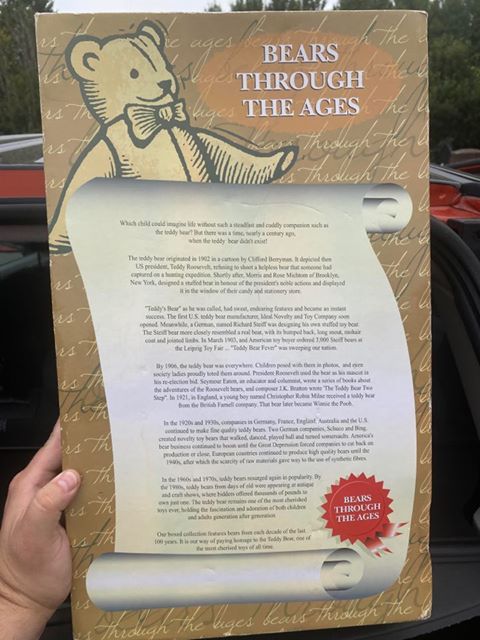 BEARS
THROUGH
THE AGES
Which child could imagine life without such a steadfast and cuddly companion such as
the teddy bear? But there was a time, nearly a century ago,
when the teddy bear didn't exist!
The teddy bear originated in 1902 in a cartoon by Clifford Berryman. It depicted then
US president, Teddy Roosevelt, refusing to shoot a helpless bear that someone had
captured on a hunting expedition. Shortly after, Morris and Rose Michtom of Brooklyn,
New York, designed a stuffed bear in honour of the president's noble actions and displayed
it in the window of their candy and stationery store.
"Teddy's Bear" as he was called, had sweet, endearing features and became an instant
success. The first U.S. teddy bear manufacturer, Ideal Novelty and Toy Company soon
opened. Meanwhile, a German, named Richard Steiff was designing his own stuffed toy bear.
The Steiff bear more closely resembled a real bear, with its humped back, long snout, mohair
coat and jointed limbs. In March 1903, and American toy buyer ordered 3,000 Steiff bears at
the Leipzig Toy Fair ... "Teddy Bear Fever" was sweeping our nation.
By 1906, the teddy bear was everywhere. Children posed with them in photos, and even
society ladies proudly toted them around. President Roosevelt used the bear as his mascot in
his re-election bid. Seymour Eaton, an educator and columnist, wrote a series of books about
the adventures of the Roosevelt bears, and composer J.K. Bratton wrote "The Teddy Bear Two
Step". In 1921, in England, a young boy named Christopher Robin Milne received a teddy bear
from the British Farnell company. That bear later became Winnie the Pooh.
In the 1920s and 1930s, companies in Germany, France, England, Australia and the U.S.
continued to make fine quality teddy bears. Two German companies, Schuco and Bing,
created novelty toy bears that walked, danced, played ball and turned somersaults. America's
bear business continued to boom until the Great Depression forced companies to cut back on
production or close. European countries continued to produce high quality bears until the
1940s, after which the scarcity of raw materials gave way to the use of synthetic fibres.
In the 1960s and 1970s, teddy bears resurged again in popularity. By
the 1980s, teddy bears from days of old were appearing at antique
and craft shows, where bidders offered thousands of pounds to
own just one. The teddy bear remains one of the most cherished
toys ever, holding the fascination and adoration of both children
and adults generation after generation.
Our boxed collection features bears from each decade of the last
100 years. It is our way of paying homage to the Teddy Bear, one of
the most cherised toys of all time.
BEARS
THROUGH
THE AGES
bears through the ages